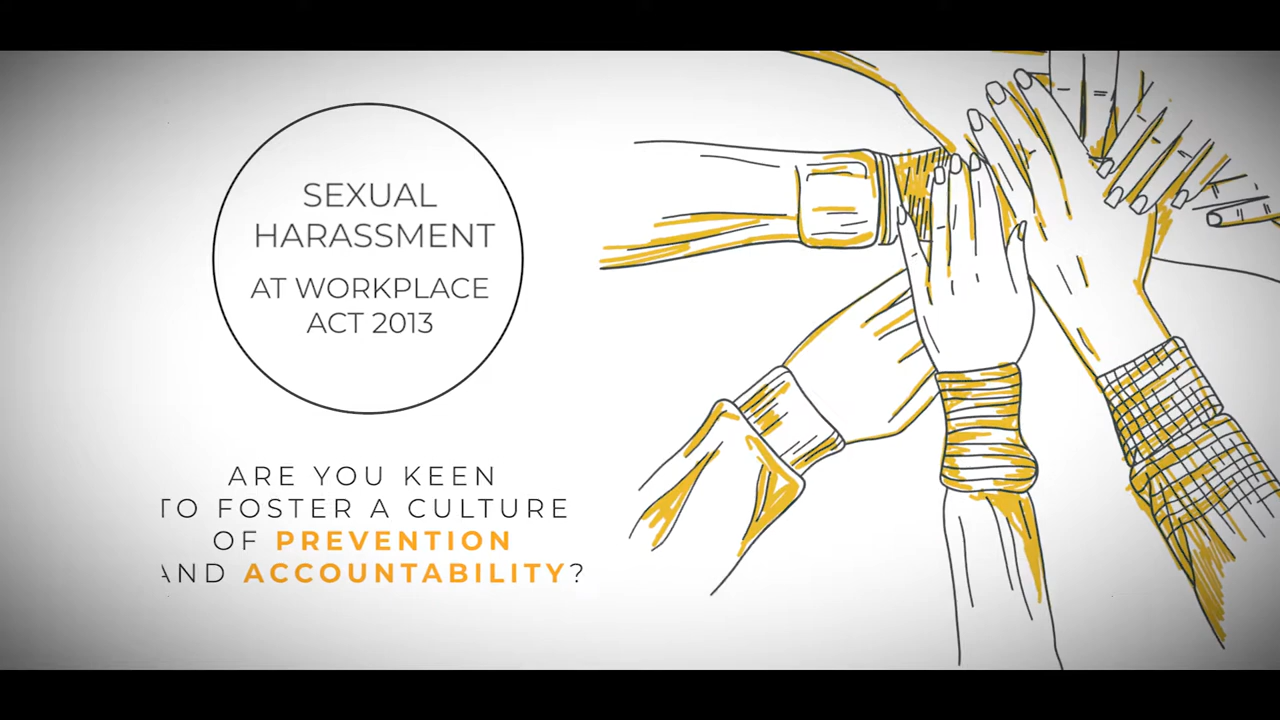 SEXUAL
HARASSMENT
AT WORKPLACE
ACT 2013
ARE YOU KEEN
TO FOSTER A CULTURE
OF PREVENTION
AND ACCOUNTABILITY?